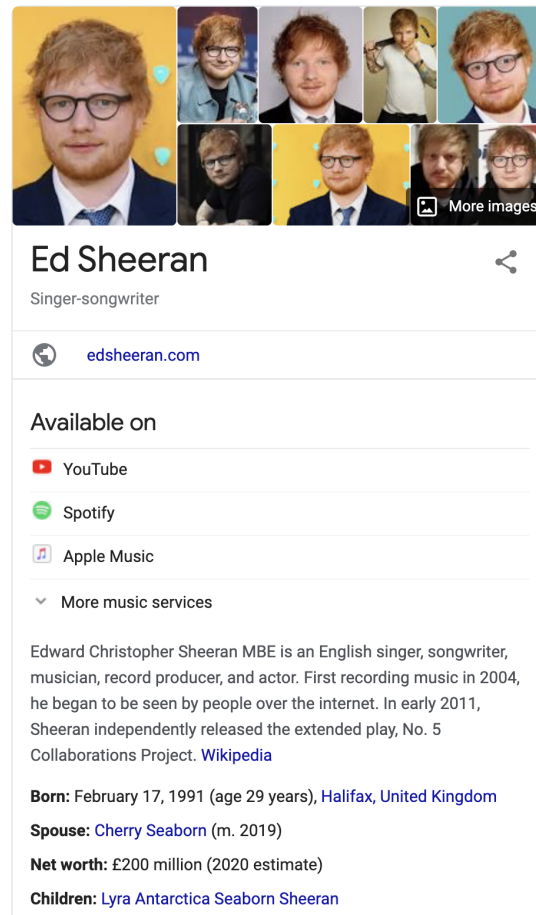 More images
Ed Sheeran
Singer-songwriter
edsheeran.com
Available on
YouTube
Spotify
Apple Music
More music services
Edward Christopher Sheeran MBE is an English singer, songwriter,
musician, record producer, and actor. First recording music in 2004,
he began to be seen by people over the internet. In early 2011,
Sheeran independently released the extended play, No. 5
Collaborations Project. Wikipedia
Born: February 17, 1991 (age 29 years), Halifax, United Kingdom
Spouse: Cherry Seaborn (m. 2019)
Net worth: £200 million (2020 estimate)
Children: Lyra Antarctica Seaborn Sheeran